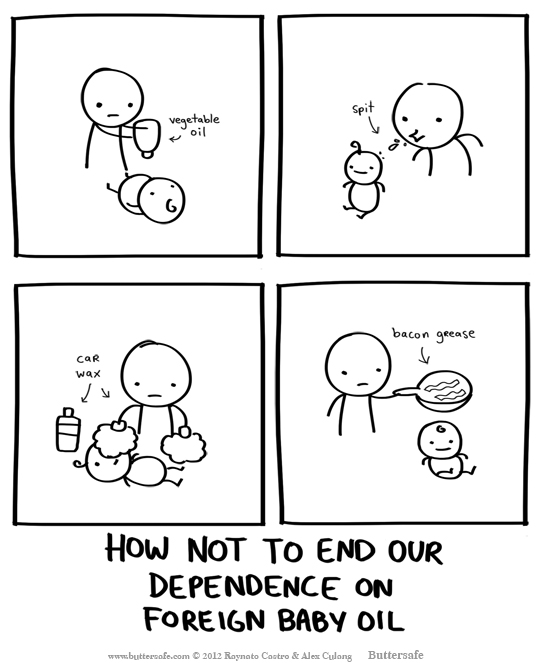 vegetable
oil
spit
car
wax
bacon grease
HOW NOT TO END OUR
DEPENDENCE ON
FOREIGN BABY OIL
www.buttersafe.com © 2012 Raynato Castro & Alex Culang Buttersafe